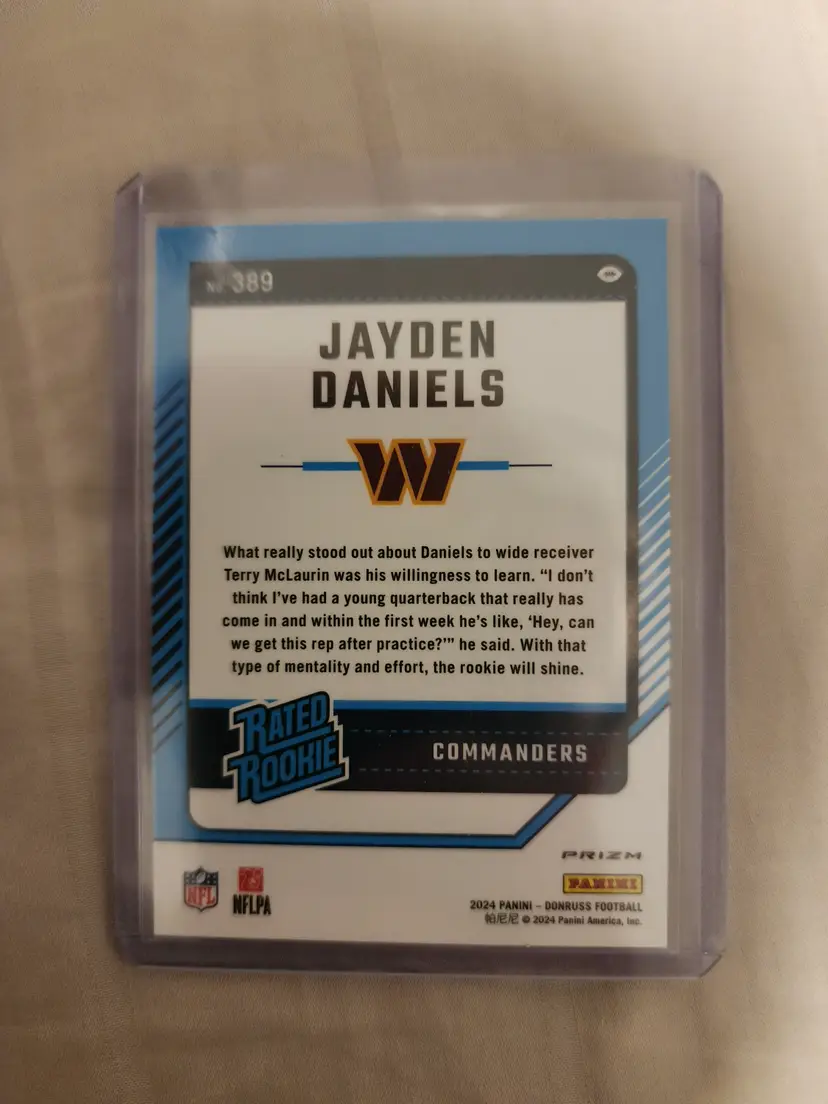 No. 389
JAYDEN
DANIELS
W
What really stood out about Daniels to wide receiver
Terry McLaurin was his willingness to learn. “I don’t
think I’ve had a young quarterback that really has
come in and within the first week he’s like, ‘Hey, can
we get this rep after practice?’” he said. With that
type of mentality and effort, the rookie will shine.
RATED
ROOKIE
COMMANDERS
PRIZM
PANINI
NFL
NFLPA
2024 PANINI – DONRUSS FOOTBALL
帕尼尼 © 2024 Panini America, Inc.